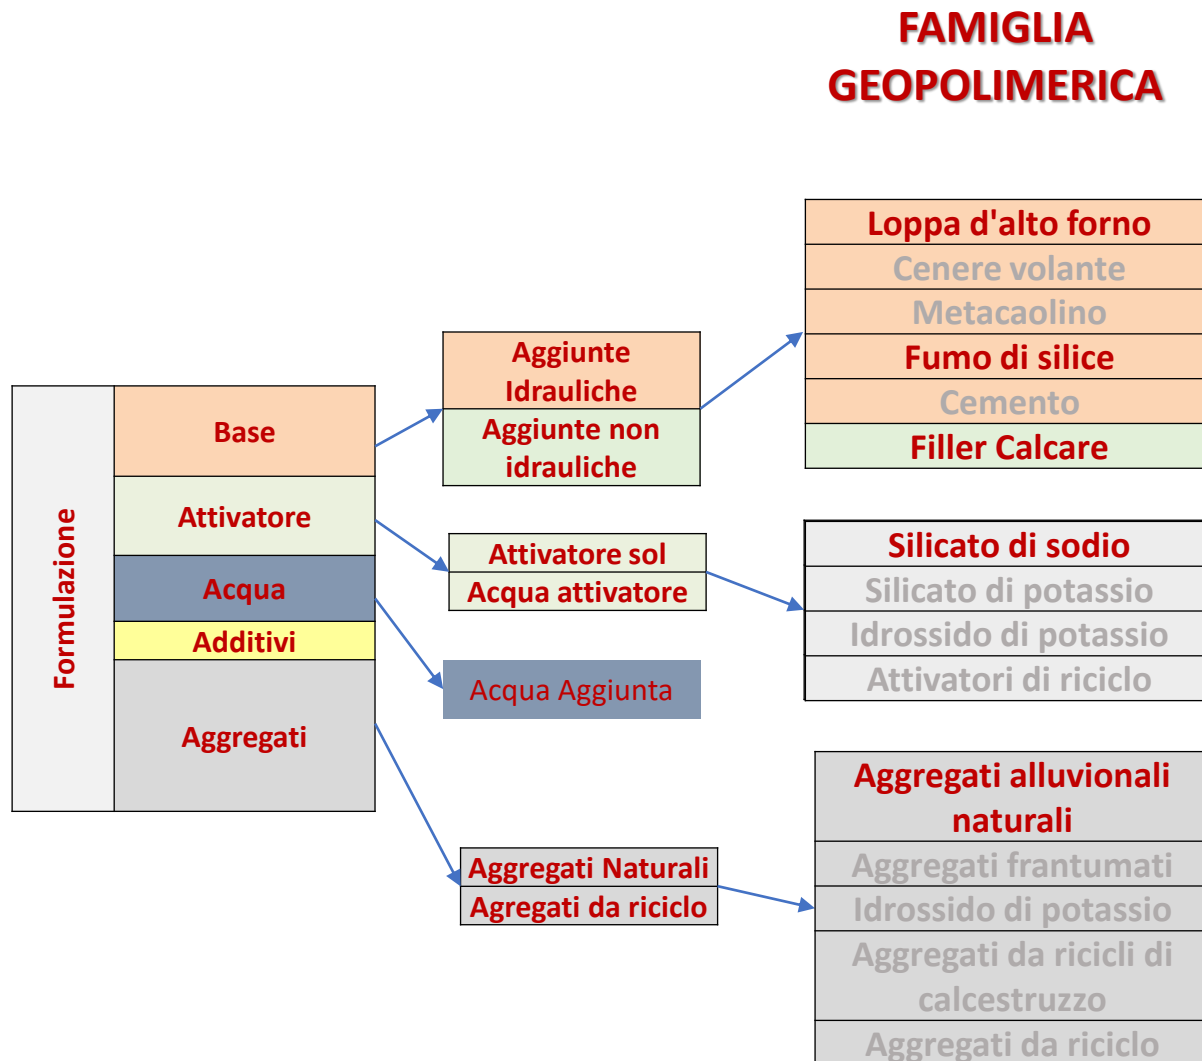 FAMIGLIA
GEOPOLIMERICA
Formulazione
Base
Attivatore
Acqua
Additivi
Aggregati
Aggiunte
Idrauliche
Aggiunte non
idrauliche
Attivatore sol
Acqua attivatore
Acqua Aggiunta
Aggregati Naturali
Agregati da riciclo
Loppa d'alto forno
Cenere volante
Metacaolino
Fumo di silice
Cemento
Filler Calcare
Silicato di sodio
Silicato di potassio
Idrossido di potassio
Attivatori di riciclo
Aggregati alluvionali
naturali
Aggregati frantumati
Idrossido di potassio
Aggregati da ricicli di
calcestruzzo
Aggregati da riciclo